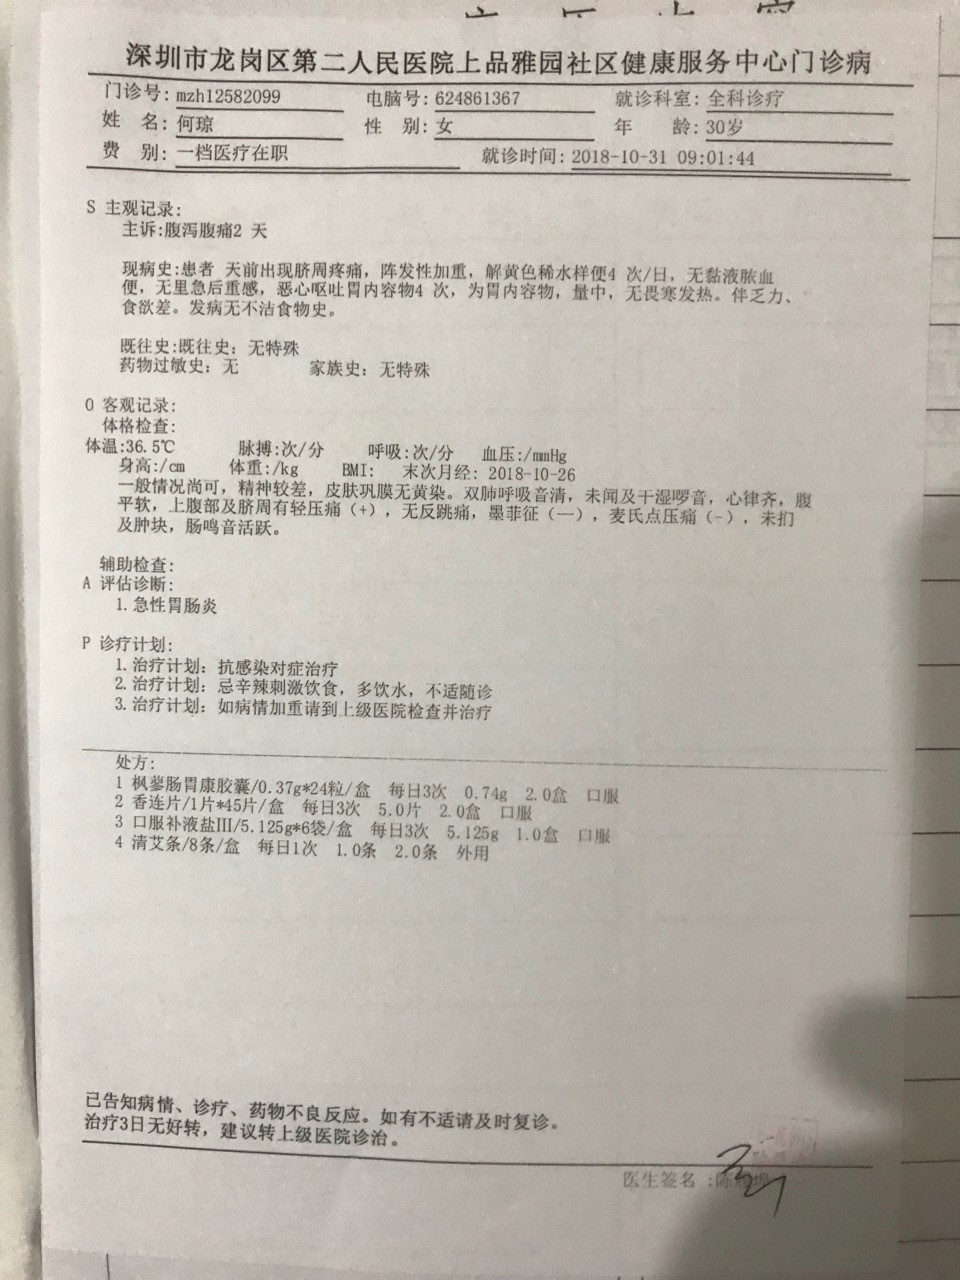 深圳市龙岗区第二人民医院上品雅园社区健康服务中心门诊病
门诊号: mzh12582099 电脑号: 624861367 就诊科室: 全科诊疗
姓 名: 何琼 性 别: 女 年 龄: 30岁
费 别: 一档医疗在职 就诊时间: 2018-10-31 09:01:44
S 主观记录:
主诉:腹泻腹痛2 天
现病史:患者 天前出现脐周疼痛，阵发性加重，解黄色稀水样便4 次/日，无黏液脓血
便，无里急后重感，恶心呕吐胃内容物4 次，为胃内容物，量中，无畏寒发热。伴乏力、
食欲差。发病无不洁食物史。
既往史:既往史：无特殊
药物过敏史：无 家族史：无特殊
O 客观记录:
体格检查:
体温:36.5℃ 脉搏:次/分 呼吸:次/分 血压:/mmHg
身高:/cm 体重:/kg BMI: 末次月经: 2018-10-26
一般情况尚可，精神较差，皮肤巩膜无黄染。双肺呼吸音清，未闻及干湿啰音，心律齐，腹
平软，上腹部及脐周有轻压痛（+），无反跳痛，墨菲征（一），麦氏点压痛（-），未扪
及肿块，肠鸣音活跃。
辅助检查:
A 评估诊断:
1.急性胃肠炎
P 诊疗计划:
1.治疗计划：抗感染对症治疗
2.治疗计划：忌辛辣刺激饮食，多饮水，不适随诊
3.治疗计划：如病情加重请到上级医院检查并治疗
处方:
1 枫蓼肠胃康胶囊/0.37g*24粒/盒 每日3次 0.74g 2.0盒 口服
2 香连片/1片*45片/盒 每日3次 5.0片 2.0盒 口服
3 口服补液盐III/5.125g*6袋/盒 每日3次 5.125g 1.0盒 口服
4 清艾条/8条/盒 每日1次 1.0条 2.0条 外用
已告知病情、诊疗、药物不良反应。如有不适请及时复诊。
治疗3日无好转，建议转上级医院诊治。
医生签名 :陈